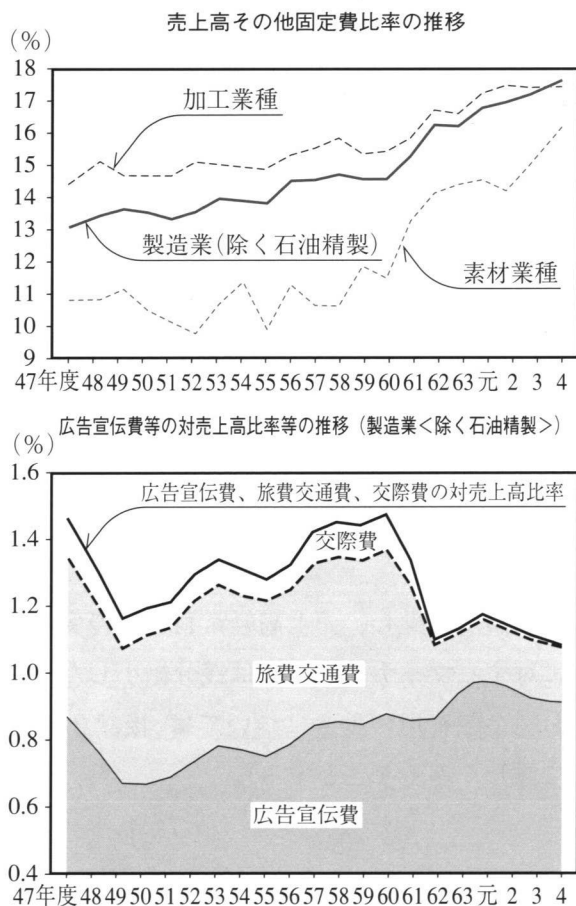 売上高その他固定費比率の推移
(%)
18
17
16
15
14
13
12
11
10
9
加工業種
製造業(除く石油精製)
素材業種
47年度 48 49 50 51 52 53 54 55 56 57 58 59 60 61 62 63 元 2 3 4
広告宣伝費等の対売上高比率等の推移(製造業<除く石油精製>)
(%)
1.6
1.4
1.2
1.0
0.8
0.6
0.4
広告宣伝費、旅費交通費、交際費の対売上高比率
交際費
旅費交通費
広告宣伝費
47年度 48 49 50 51 52 53 54 55 56 57 58 59 60 61 62 63 元 2 3 4